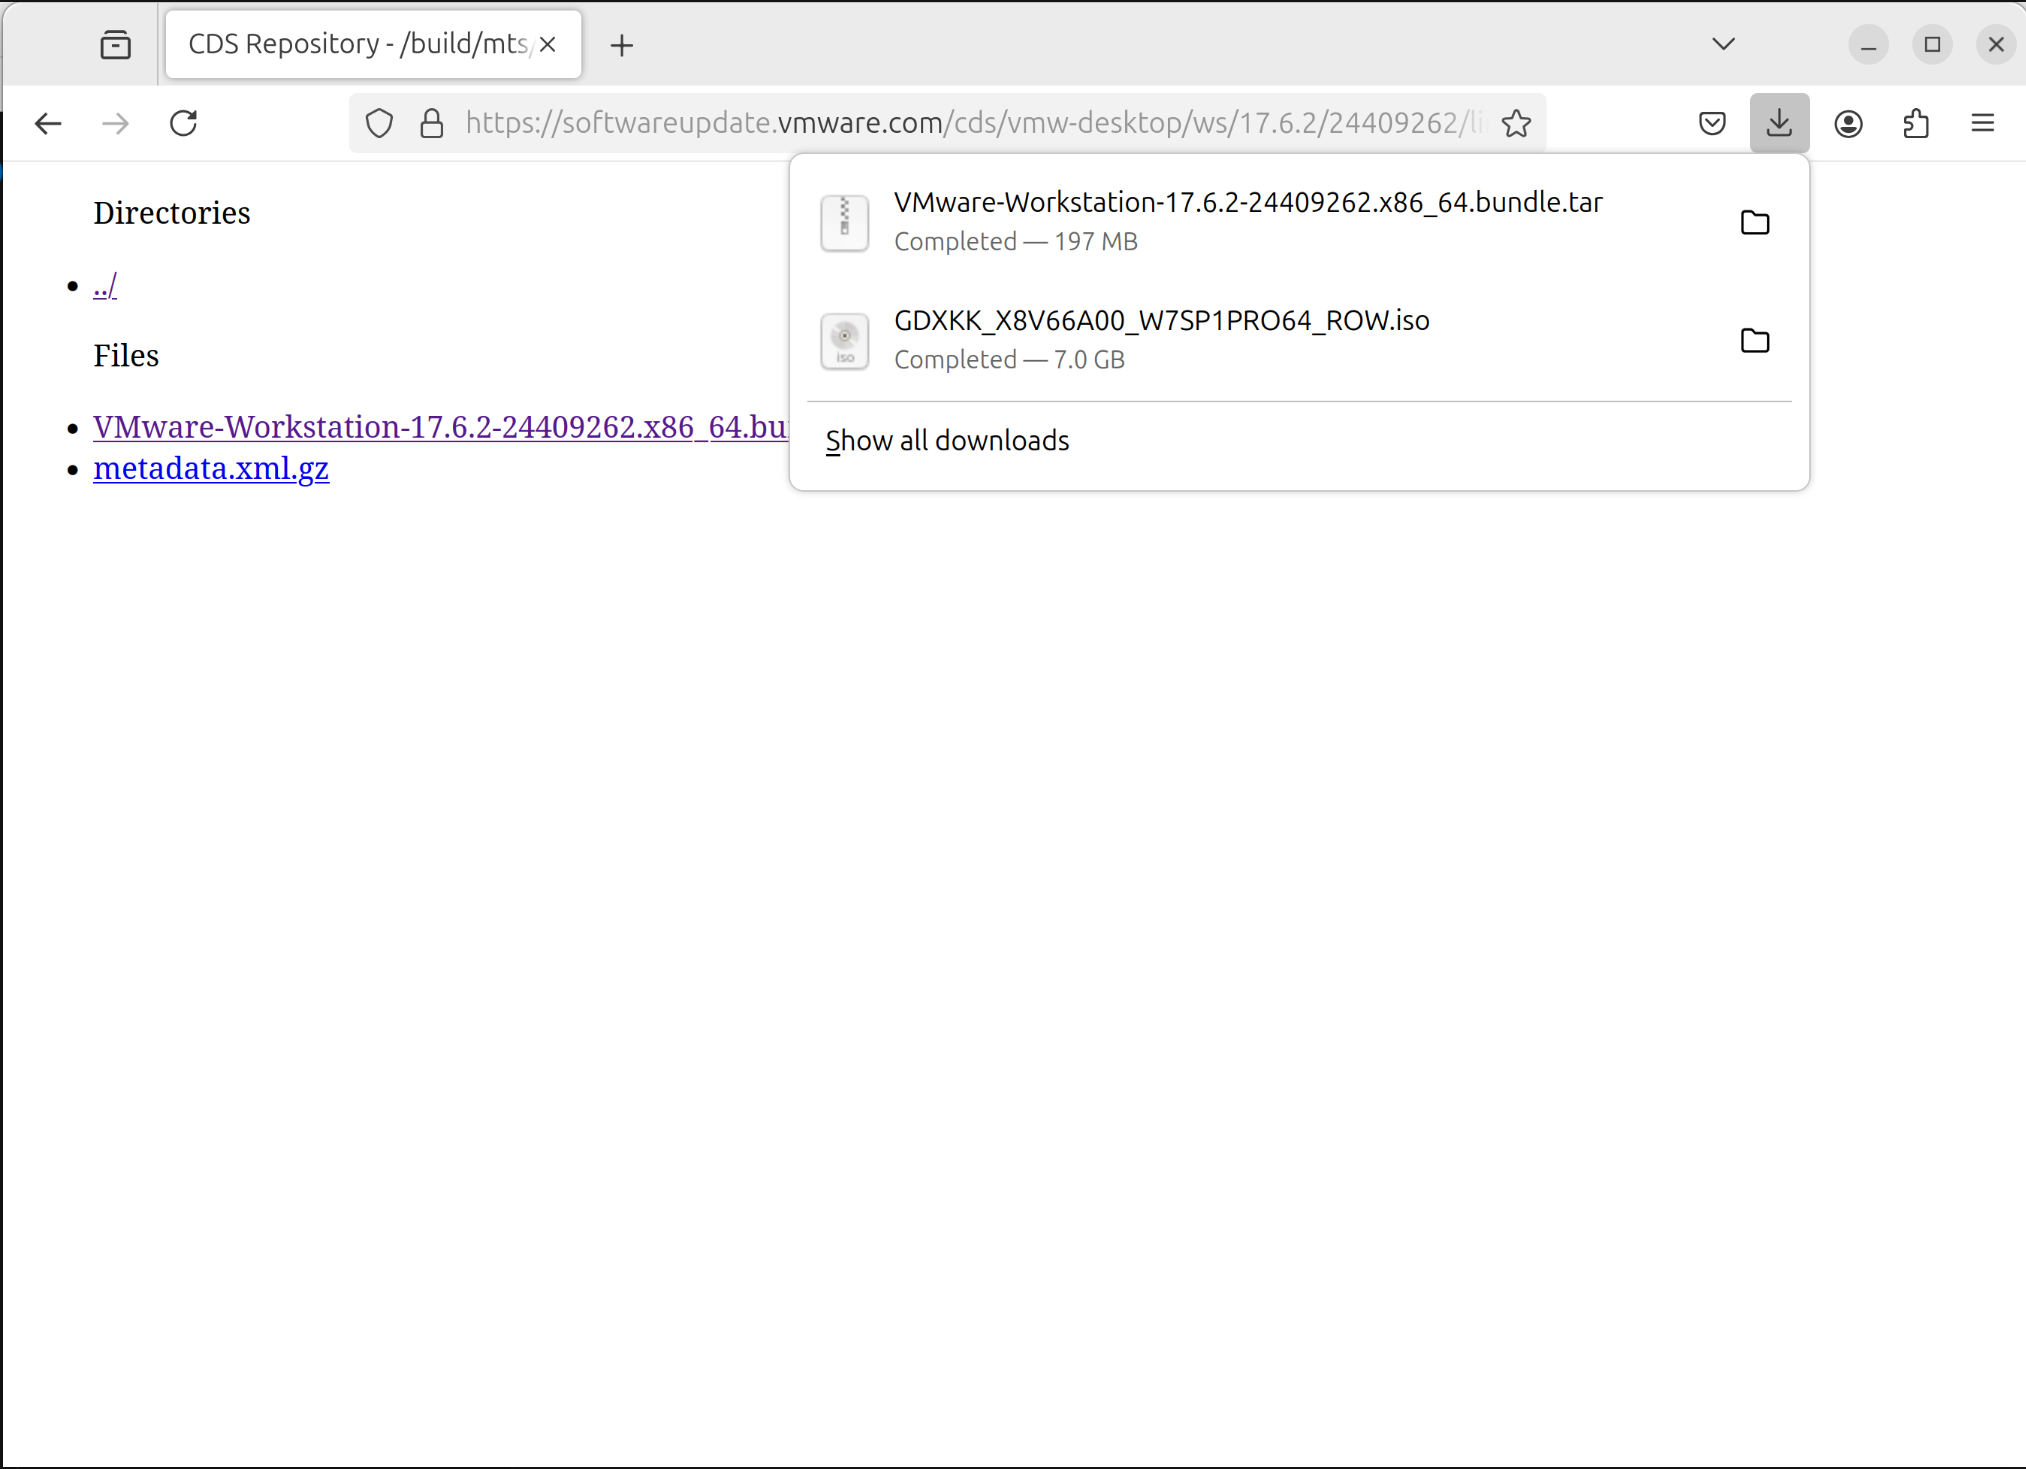 CDS Repository - /build/mts/
https://softwareupdate.vmware.com/cds/vmw-desktop/ws/17.6.2/24409262/li
Directories
../
Files
VMware-Workstation-17.6.2-24409262.x86_64.bu
metadata.xml.gz
VMware-Workstation-17.6.2-24409262.x86_64.bundle.tar
Completed — 197 MB
GDXKK_X8V66A00_W7SP1PRO64_ROW.iso
iso
Completed — 7.0 GB
Show all downloads